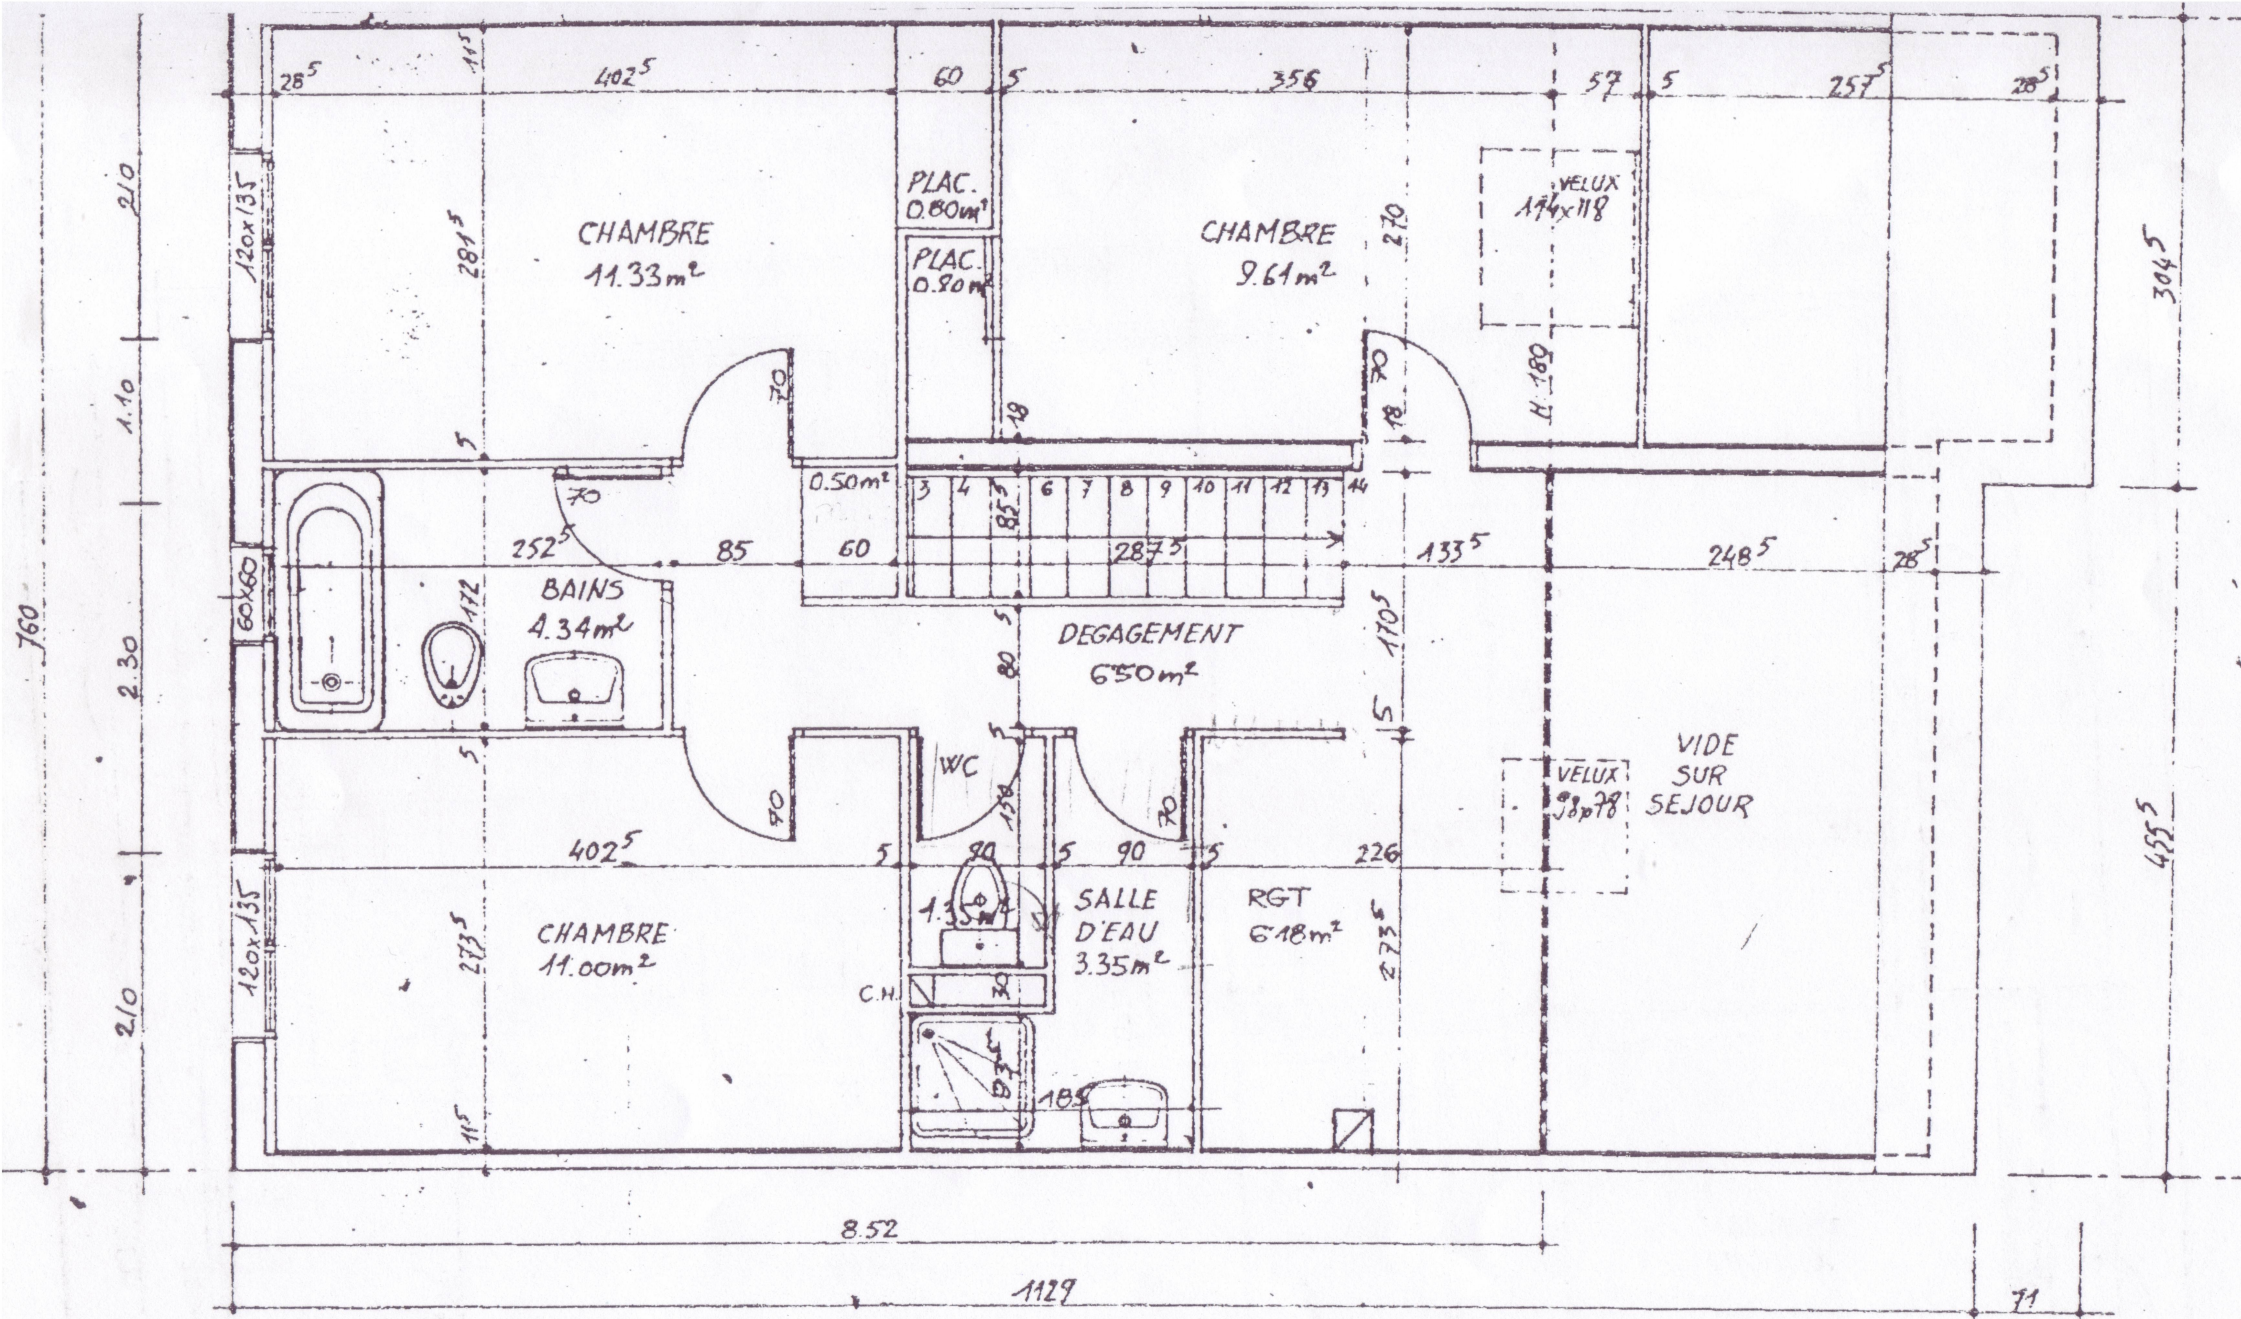 28⁵ 402⁵ 60 5 356 57 5 257⁵ 28⁵
11⁵
210
120x135
281⁵
CHAMBRE
11.33m²
PLAC.
0.80m²
PLAC.
CHAMBRE
9.61m²
270
VELUX
H.180
304⁵
1.10
5
70
18
70
18
0.50m²
70
3 4 5 6 7 8 9 10 11 12 13 14
85⁵
252⁵ 85 60 287⁵ 133⁵ 248⁵ 28⁵
60x60
172
BAINS
4.34m²
760
2.30
5
80
DEGAGEMENT
6.50m²
170⁵
5
5
5
WC
150
70
70
VIDE
SUR
SEJOUR
VELUX
98x78
402⁵ 5 5 90 5 226
455⁵
120x135
273⁵
CHAMBRE
11.00m²
SALLE
D'EAU
3.35m²
RGT
6.18m²
273⁵
C.H.
30
210
11⁵
8.52
1129
71